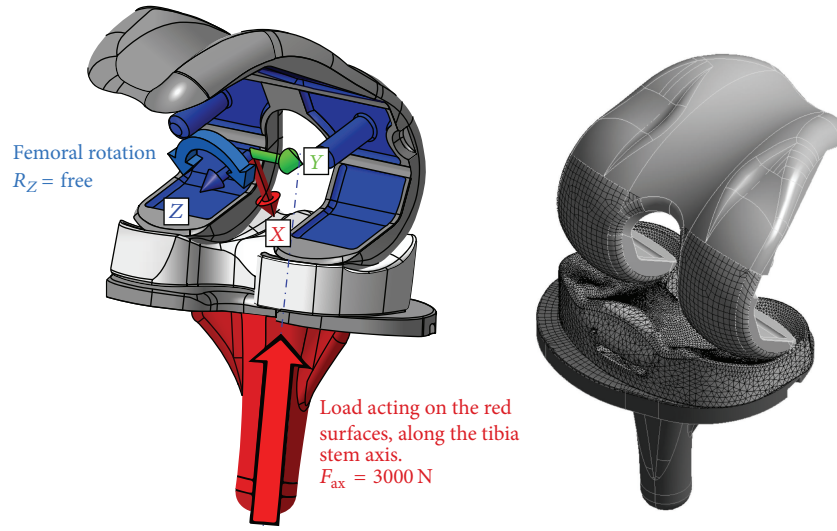 Femoral rotation
R_Z = free
Z
Y
X
Load acting on the red
surfaces, along the tibia
stem axis.
F_ax = 3000 N